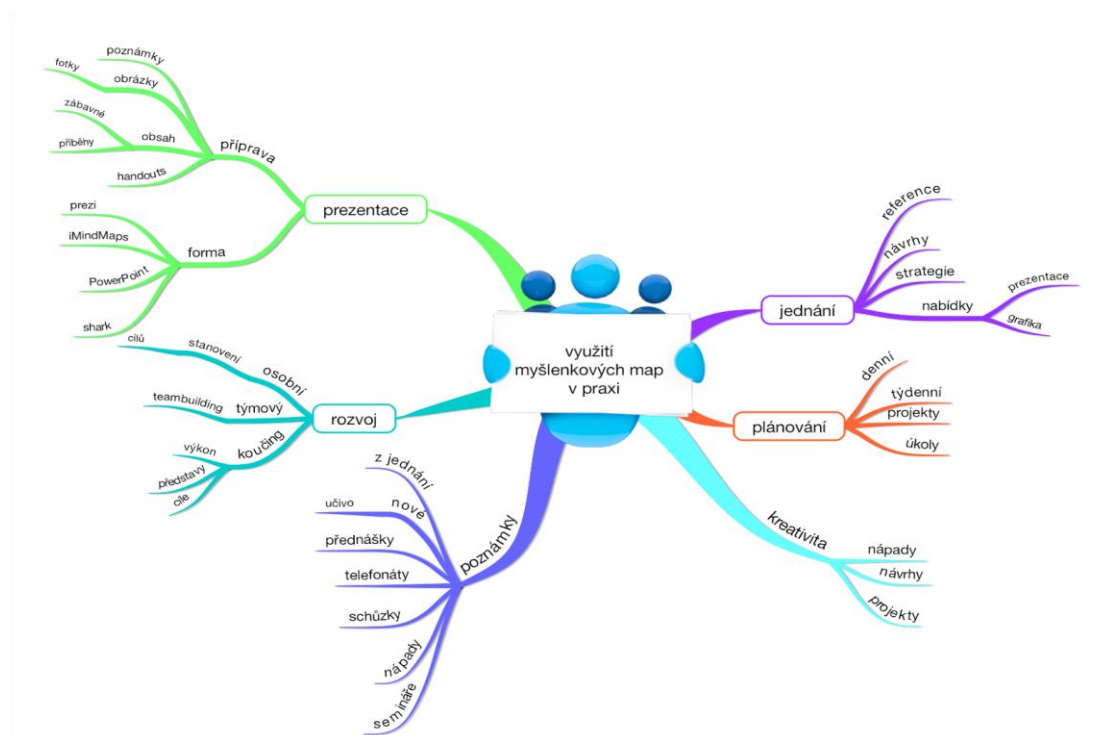 využití
myšlenkových map
v praxi
prezentace
příprava
poznámky
obrázky
fotky
obsah
zábavné
příběhy
handouts
forma
prezi
iMindMaps
PowerPoint
shark
rozvoj
osobní
stanovení
cílů
týmový
teambuilding
koučing
výkon
představy
cíle
poznámky
z jednání
nové
učivo
přednášky
telefonáty
schůzky
nápady
semináře
jednání
reference
návrhy
strategie
nabídky
prezentace
grafika
plánování
denní
týdenní
projekty
úkoly
kreativita
nápady
návrhy
projekty